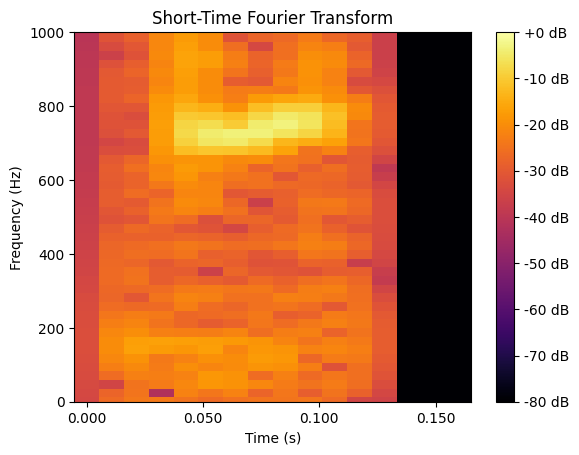 Short-Time Fourier Transform
1000
800
600
400
200
0
Frequency (Hz)
0.000
0.050
0.100
0.150
Time (s)
+0 dB
-10 dB
-20 dB
-30 dB
-40 dB
-50 dB
-60 dB
-70 dB
-80 dB